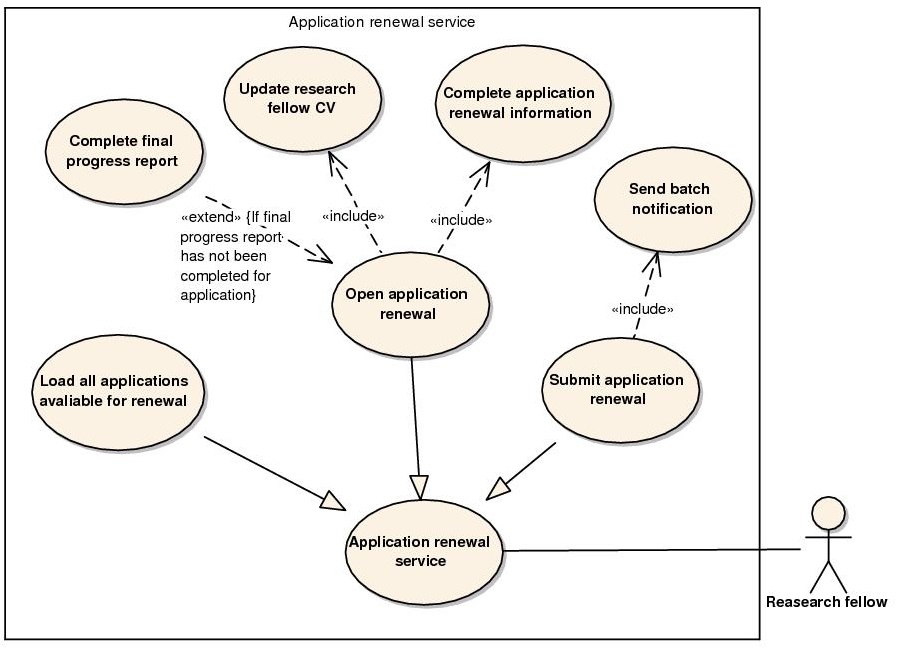 Application renewal service
Update research
fellow CV
Complete application
renewal information
Complete final
progress report
Send batch
notification
«extend» {If final
progress report
has not been
completed for
application}
«include»
«include»
Open application
renewal
«include»
Load all applications
avaliable for renewal
Submit application
renewal
Application renewal
service
Reasearch fellow